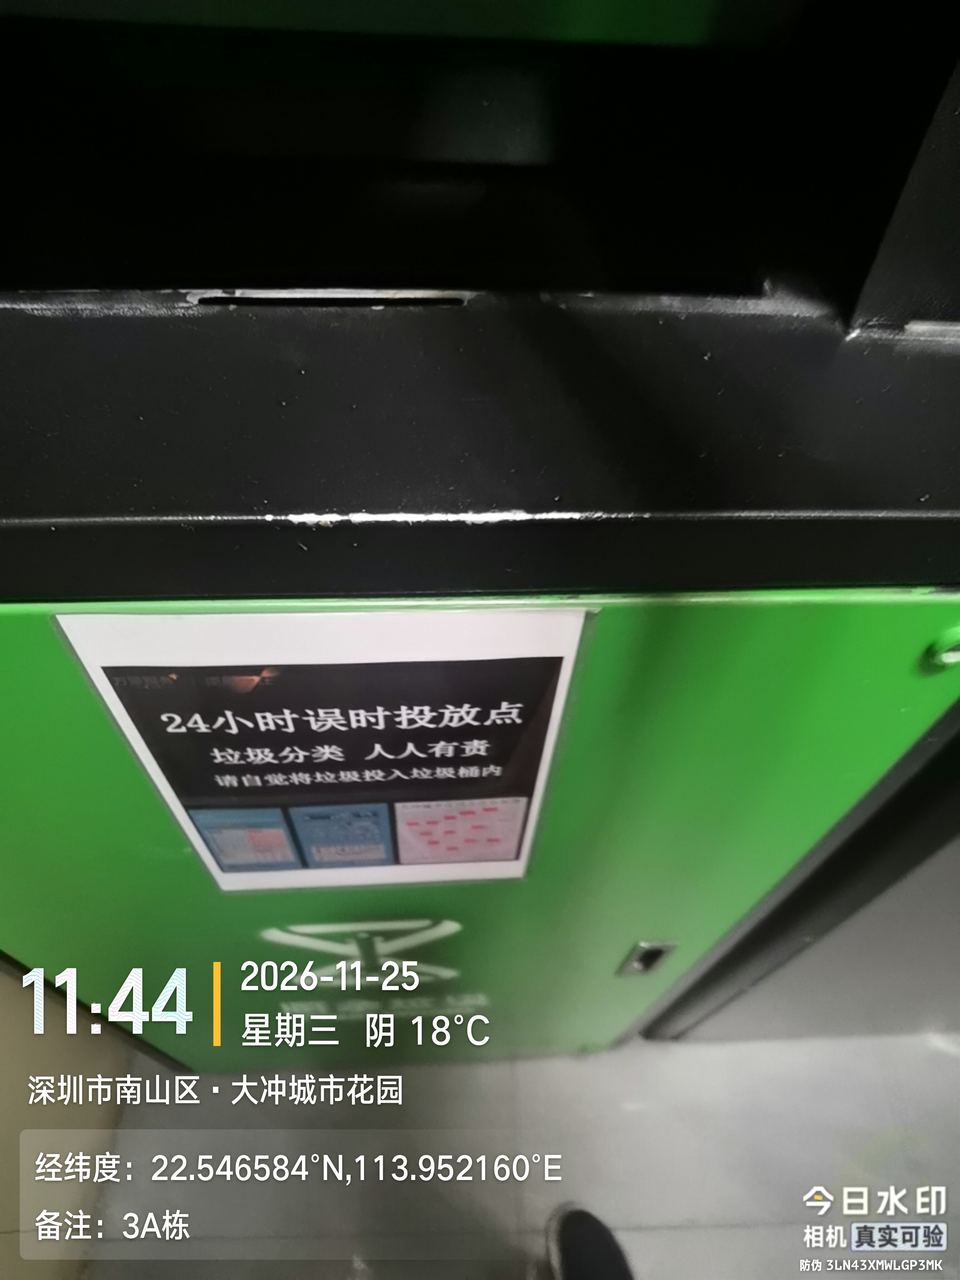 24小时误时投放点
垃圾分类 人人有责
请自觉将垃圾投入垃圾桶内
11:44
2026-11-25
星期三 阴 18°C
深圳市南山区·大冲城市花园
经纬度：22.546584°N,113.952160°E
备注：3A栋
今日水印
相机 真实可验
防伪 3LN43XMWLGP3MK